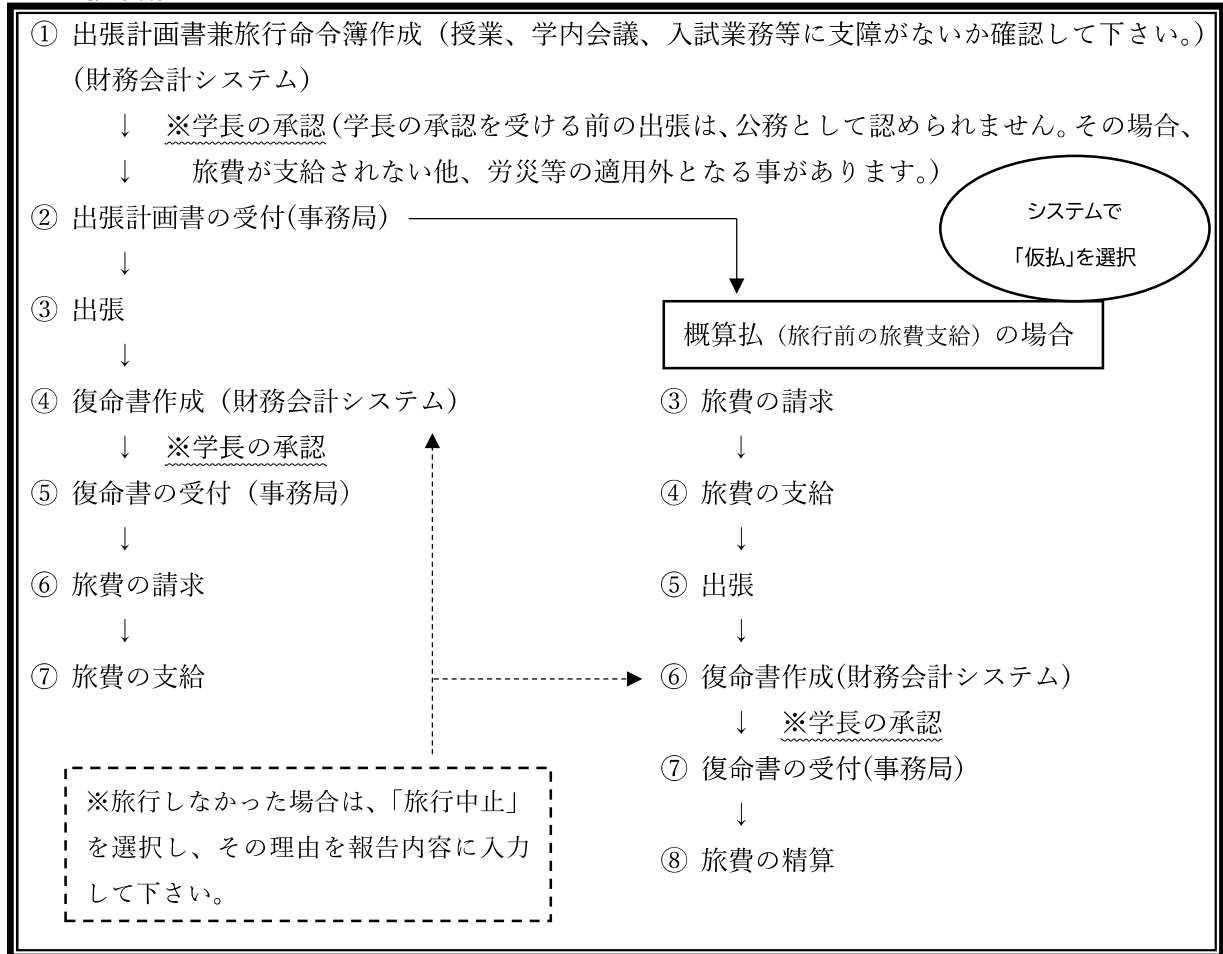 ① 出張計画書兼旅行命令簿作成（授業、学内会議、入試業務等に支障がないか確認して下さい。）
（財務会計システム）
↓ ※学長の承認(学長の承認を受ける前の出張は、公務として認められません。その場合、
↓ 旅費が支給されない他、労災等の適用外となる事があります。)
② 出張計画書の受付(事務局)
↓
③ 出張
↓
④ 復命書作成（財務会計システム）
↓ ※学長の承認
⑤ 復命書の受付（事務局）
↓
⑥ 旅費の請求
↓
⑦ 旅費の支給
※旅行しなかった場合は、「旅行中止」
を選択し、その理由を報告内容に入力
して下さい。
システムで
「仮払」を選択
概算払（旅行前の旅費支給）の場合
③ 旅費の請求
↓
④ 旅費の支給
↓
⑤ 出張
↓
⑥ 復命書作成(財務会計システム)
↓ ※学長の承認
⑦ 復命書の受付(事務局)
↓
⑧ 旅費の精算